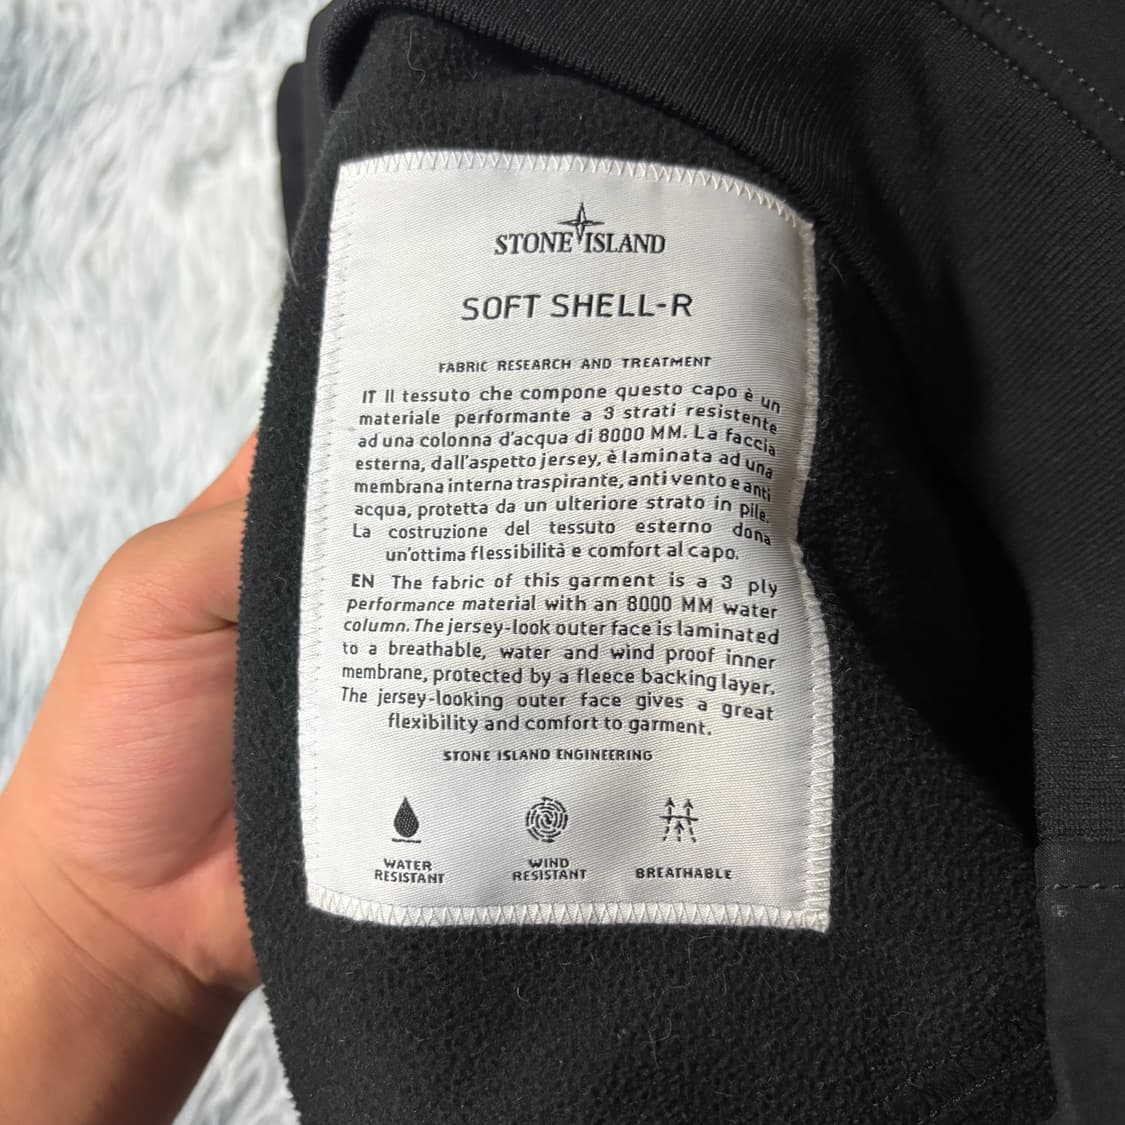 STONE ISLAND
SOFT SHELL-R
FABRIC RESEARCH AND TREATMENT
IT Il tessuto che compone questo capo è un
materiale performante a 3 strati resistente
ad una colonna d'acqua di 8000 MM. La faccia
esterna, dall'aspetto jersey, è laminata ad una
membrana interna traspirante, anti vento e anti
acqua, protetta da un ulteriore strato in pile.
La costruzione del tessuto esterno dona
un'ottima flessibilità e comfort al capo.
EN The fabric of this garment is a 3 ply
performance material with an 8000 MM water
column. The jersey-look outer face is laminated
to a breathable, water and wind proof inner
membrane, protected by a fleece backing layer.
The jersey-looking outer face gives a great
flexibility and comfort to garment.
STONE ISLAND ENGINEERING
WATER
RESISTANT
WIND
RESISTANT
BREATHABLE